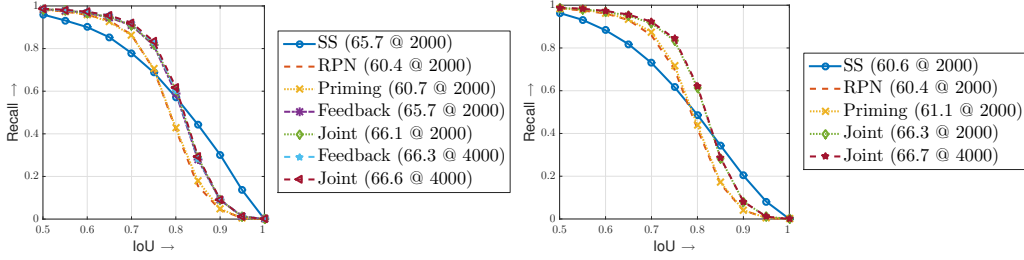 Recall →
1
0.8
0.6
0.4
0.2
0
0.5 0.6 0.7 0.8 0.9 1
IoU →
SS (65.7 @ 2000)
RPN (60.4 @ 2000)
Priming (60.7 @ 2000)
Feedback (65.7 @ 2000)
Joint (66.1 @ 2000)
Feedback (66.3 @ 4000)
Joint (66.6 @ 4000)
Recall →
1
0.8
0.6
0.4
0.2
0
0.5 0.6 0.7 0.8 0.9 1
IoU →
SS (60.6 @ 2000)
RPN (60.4 @ 2000)
Priming (61.1 @ 2000)
Joint (66.3 @ 2000)
Joint (66.7 @ 4000)